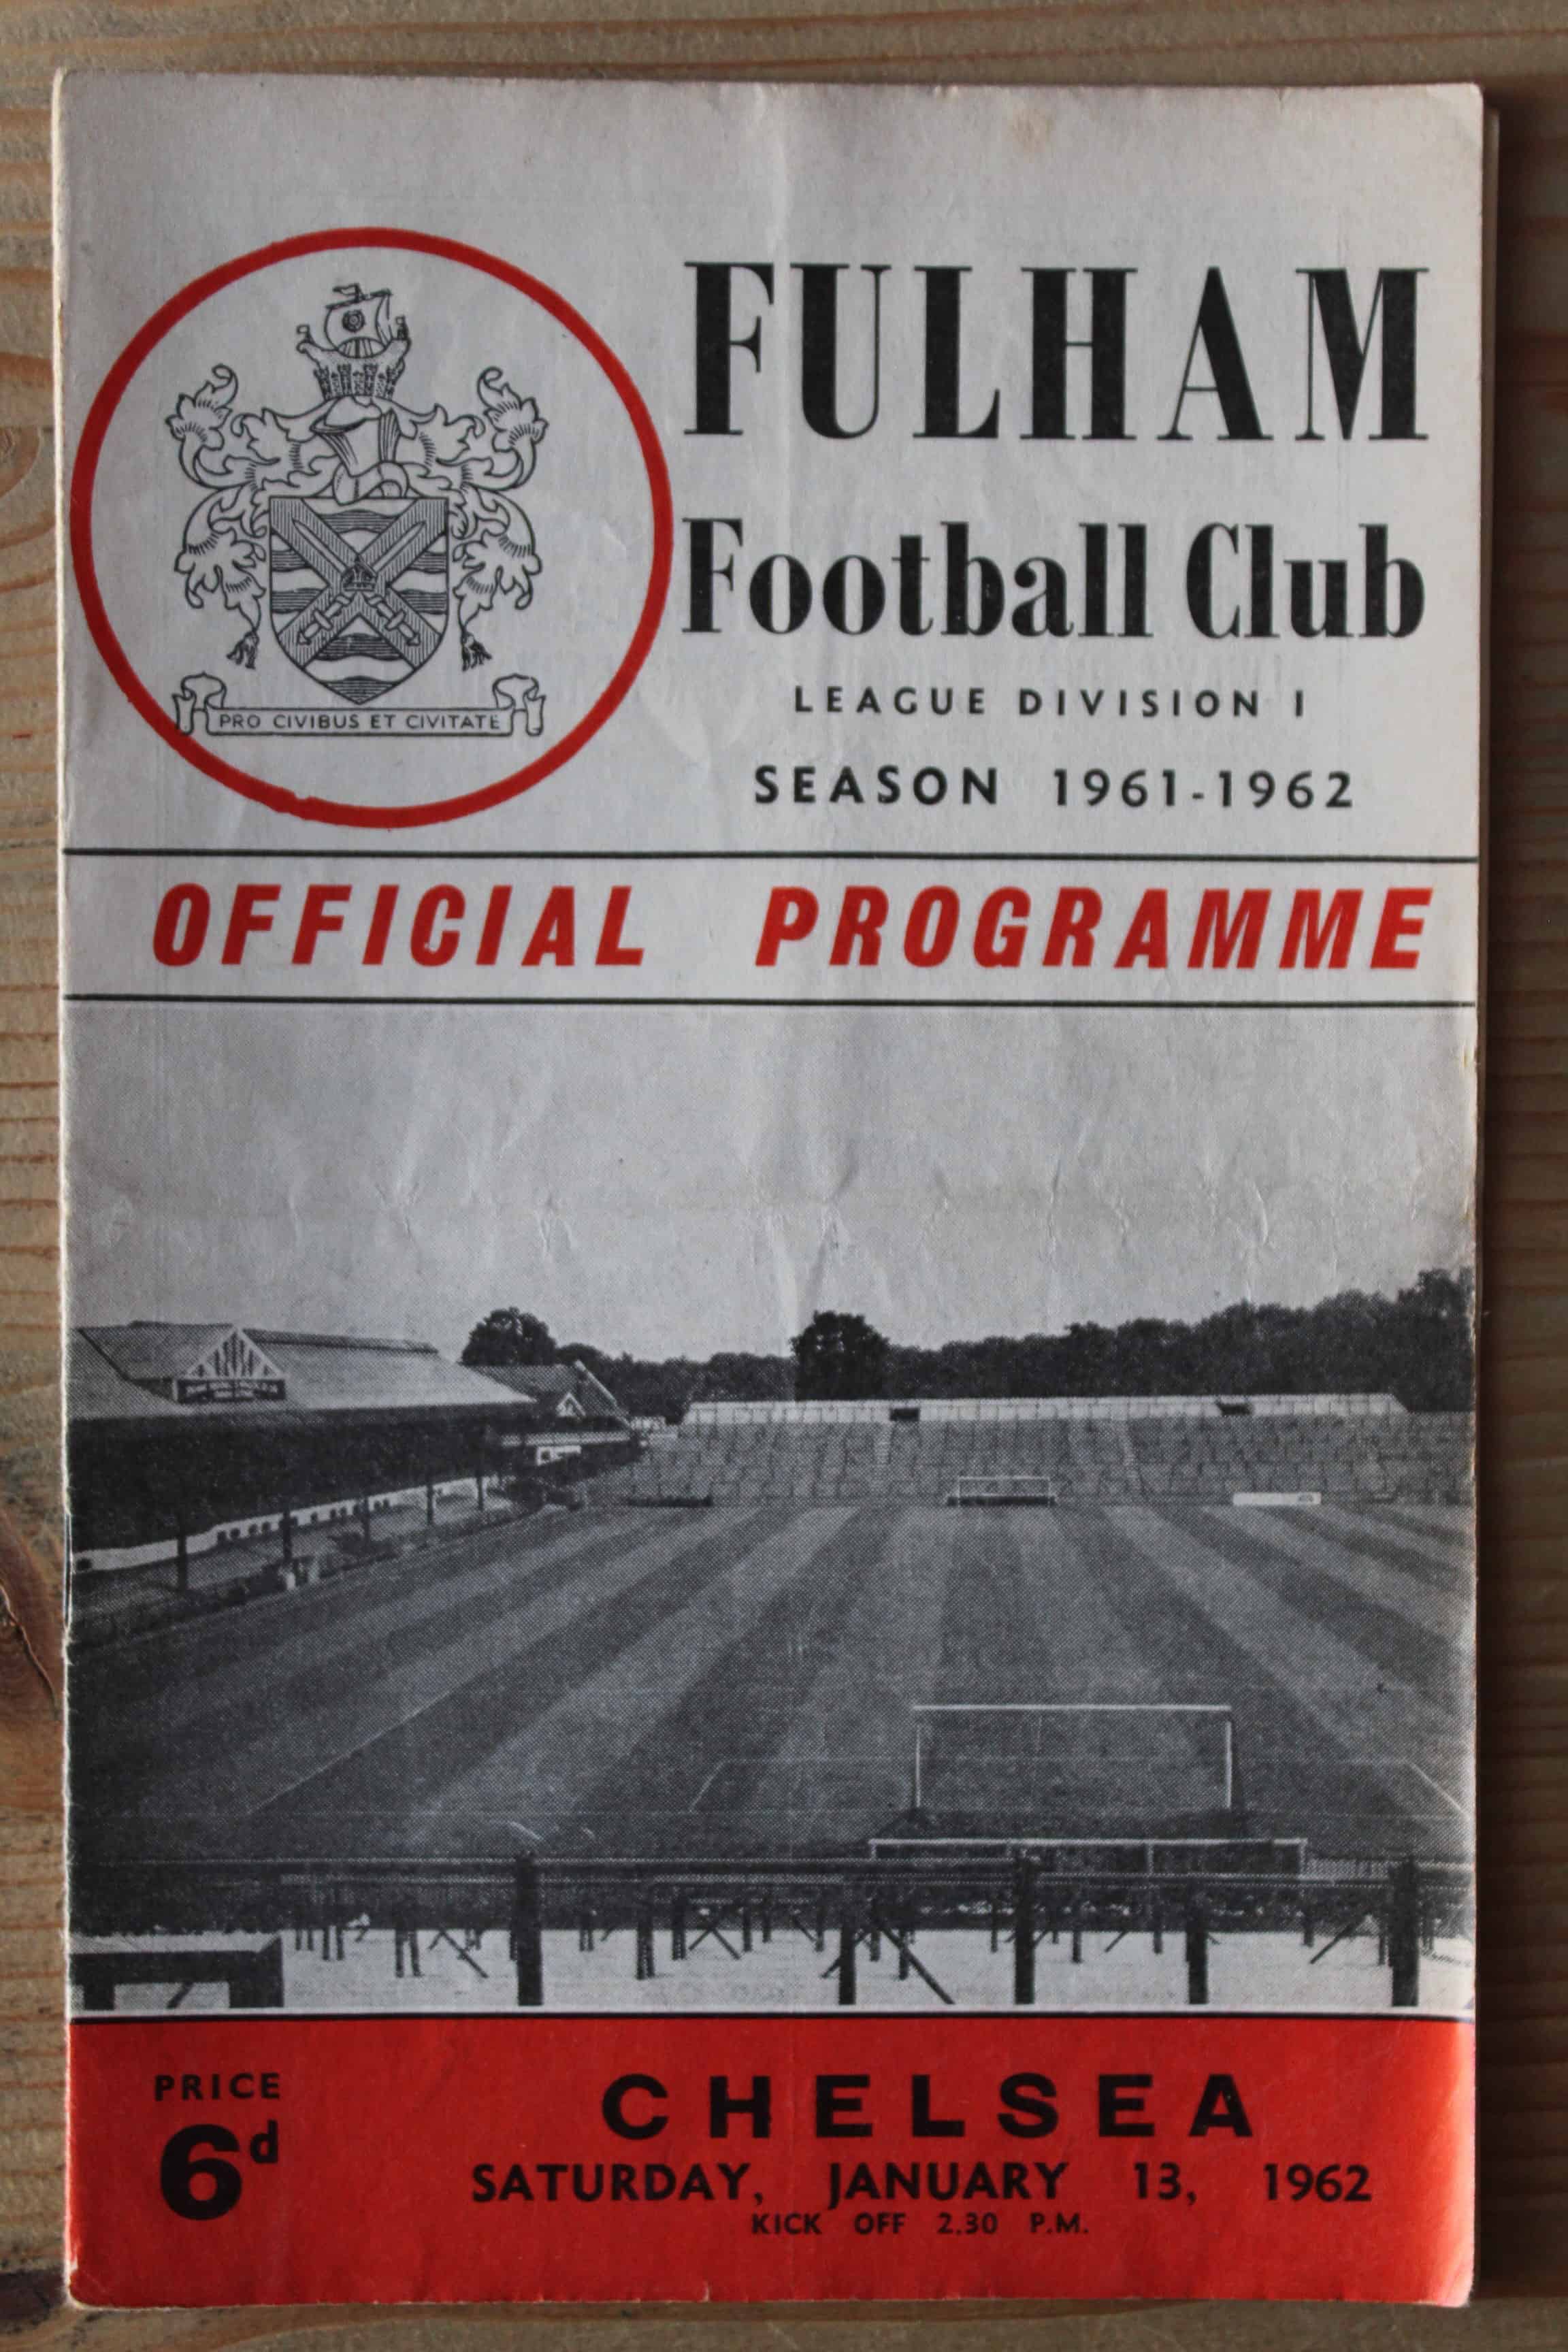 FULHAM
Football Club
LEAGUE DIVISION I
SEASON 1961-1962
PRO CIVIBUS ET CIVITATE
OFFICIAL PROGRAMME
PRICE
6d
CHELSEA
SATURDAY, JANUARY 13, 1962
KICK OFF 2.30 P.M.